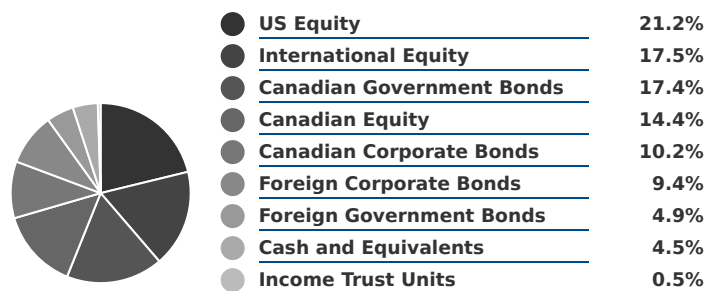 US Equity 21.2%
International Equity 17.5%
Canadian Government Bonds 17.4%
Canadian Equity 14.4%
Canadian Corporate Bonds 10.2%
Foreign Corporate Bonds 9.4%
Foreign Government Bonds 4.9%
Cash and Equivalents 4.5%
Income Trust Units 0.5%